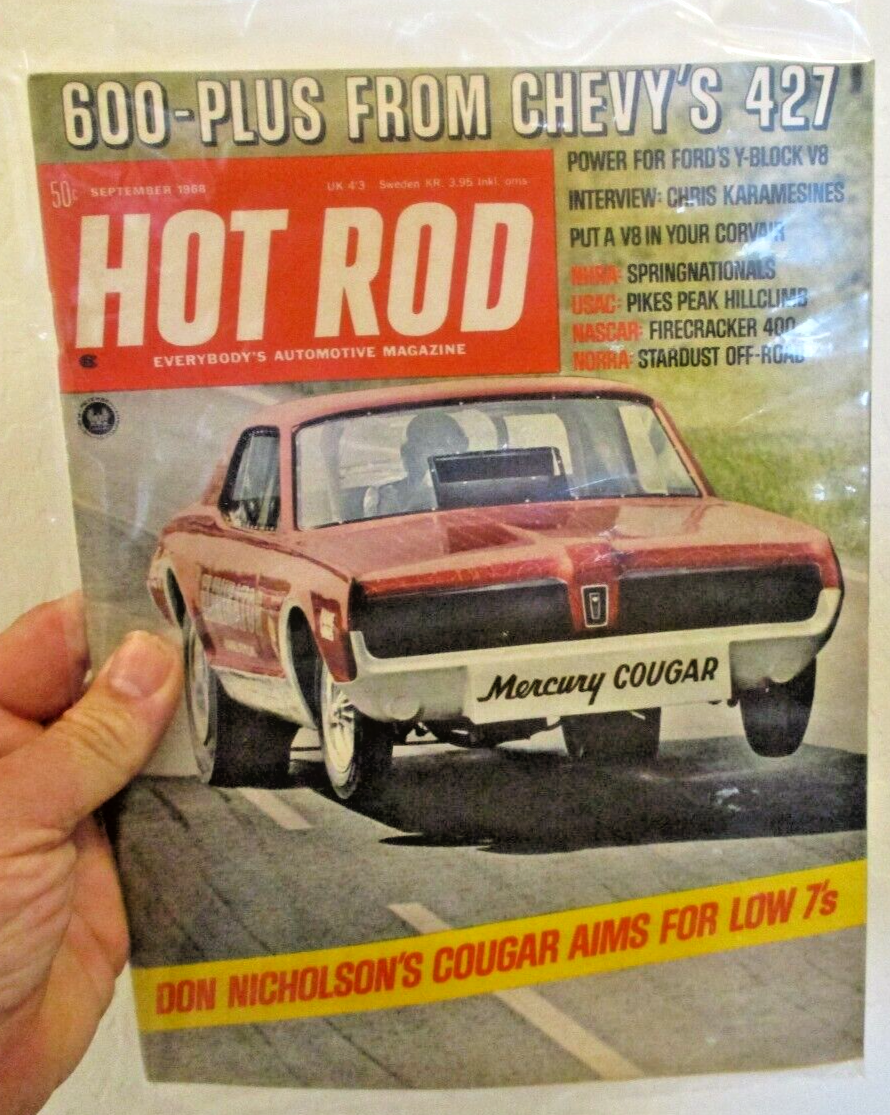 600-PLUS FROM CHEVY'S 427
POWER FOR FORD'S Y-BLOCK V8
INTERVIEW: CHRIS KARAMESINES
PUT A V8 IN YOUR CORVAIR
NHRA: SPRINGNATIONALS
USAC: PIKES PEAK HILLCLIMB
NASCAR: FIRECRACKER 400
NORRA: STARDUST OFF-ROAD
50¢ SEPTEMBER 1968 UK 4'3 Sweden KR. 3.95 Inkl. oms
HOT ROD
EVERYBODY'S AUTOMOTIVE MAGAZINE
Mercury COUGAR
DON NICHOLSON'S COUGAR AIMS FOR LOW 7's